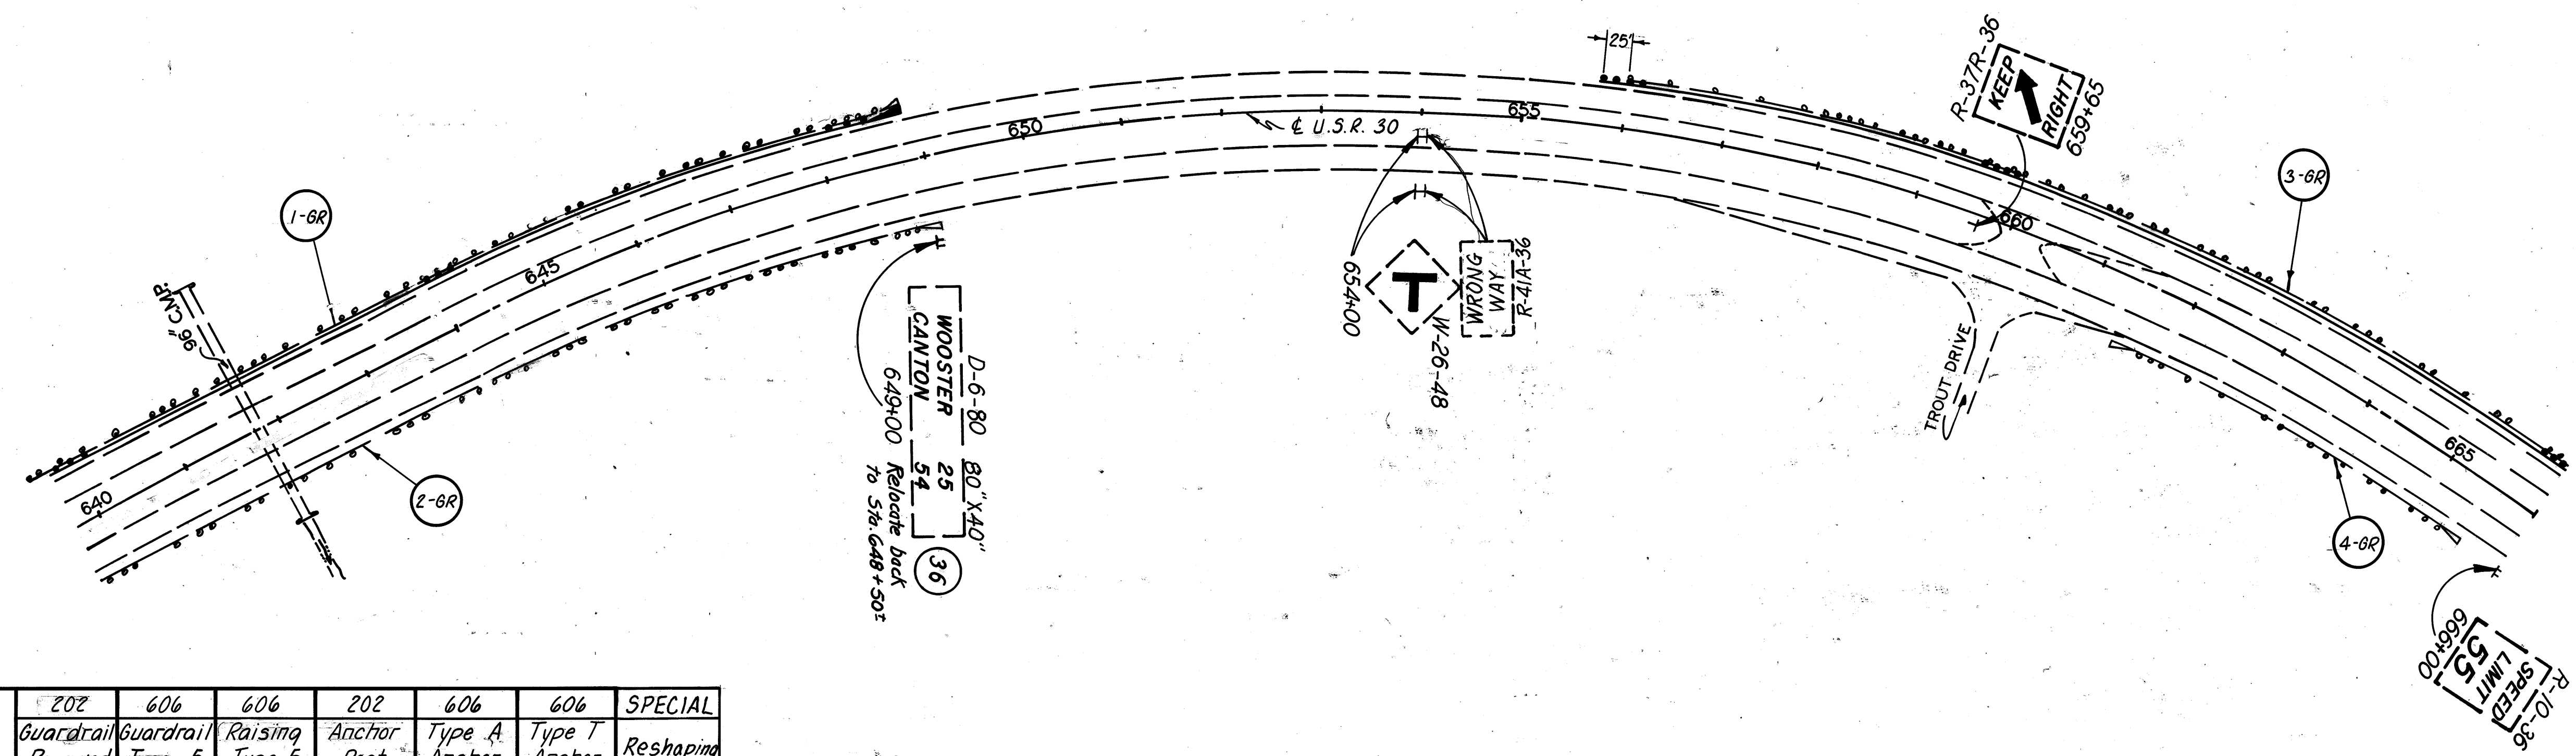 25'
R-37R-36
KEEP
RIGHT
659+65
650
℄ U.S.R. 30
655
1-GR
3-GR
645
660
96" C.M.P.
654+00
W-26-48
WRONG
WAY
R-41A-36
D-6-80 80"X40"
WOOSTER 25
CANTON 54
649+00 Relocate back
to Sta. 648+50±
36
TROUT DRIVE
640
2-GR
665
4-GR
666+00
SPEED
LIMIT
55
R-10-36
202 606 606 202 606 606 SPECIAL
Guardrail Guardrail Raising Anchor Type A Type T
Reshaping